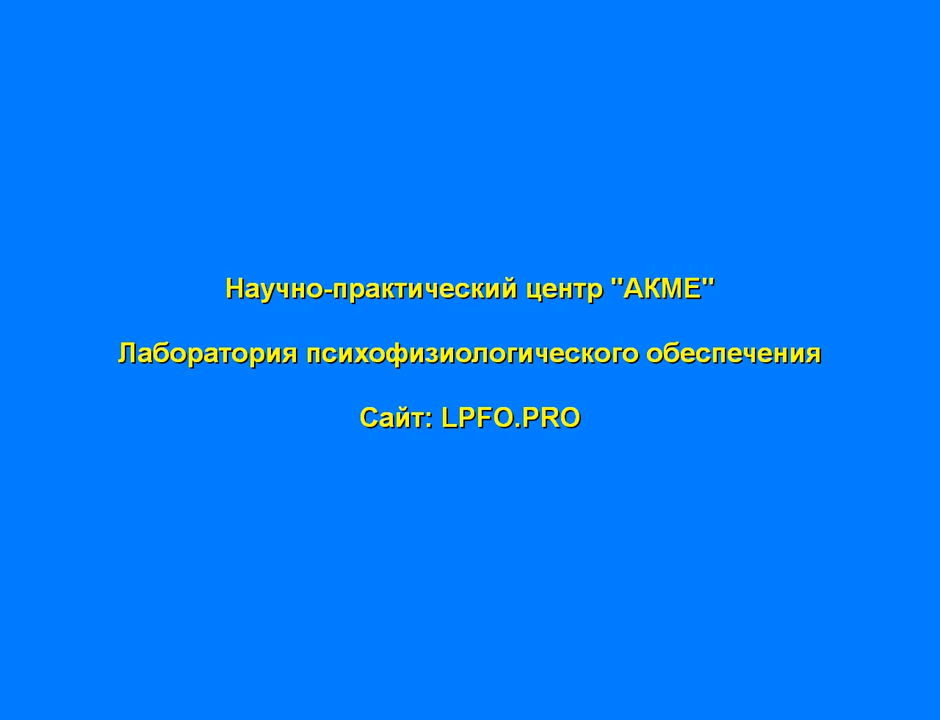 Научно-практический центр "АКМЕ"
Лаборатория психофизиологического обеспечения
Сайт: LPFO.PRO